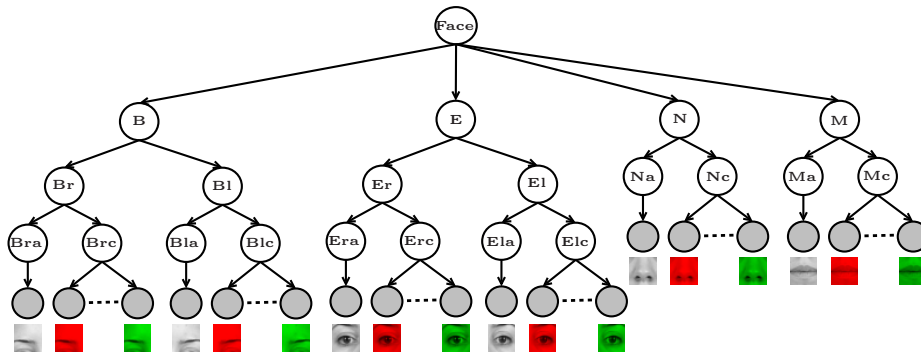 Face
B E N M
Br Bl Er El Na Nc Ma Mc
Bra Brc Bla Blc Era Erc Ela Elc